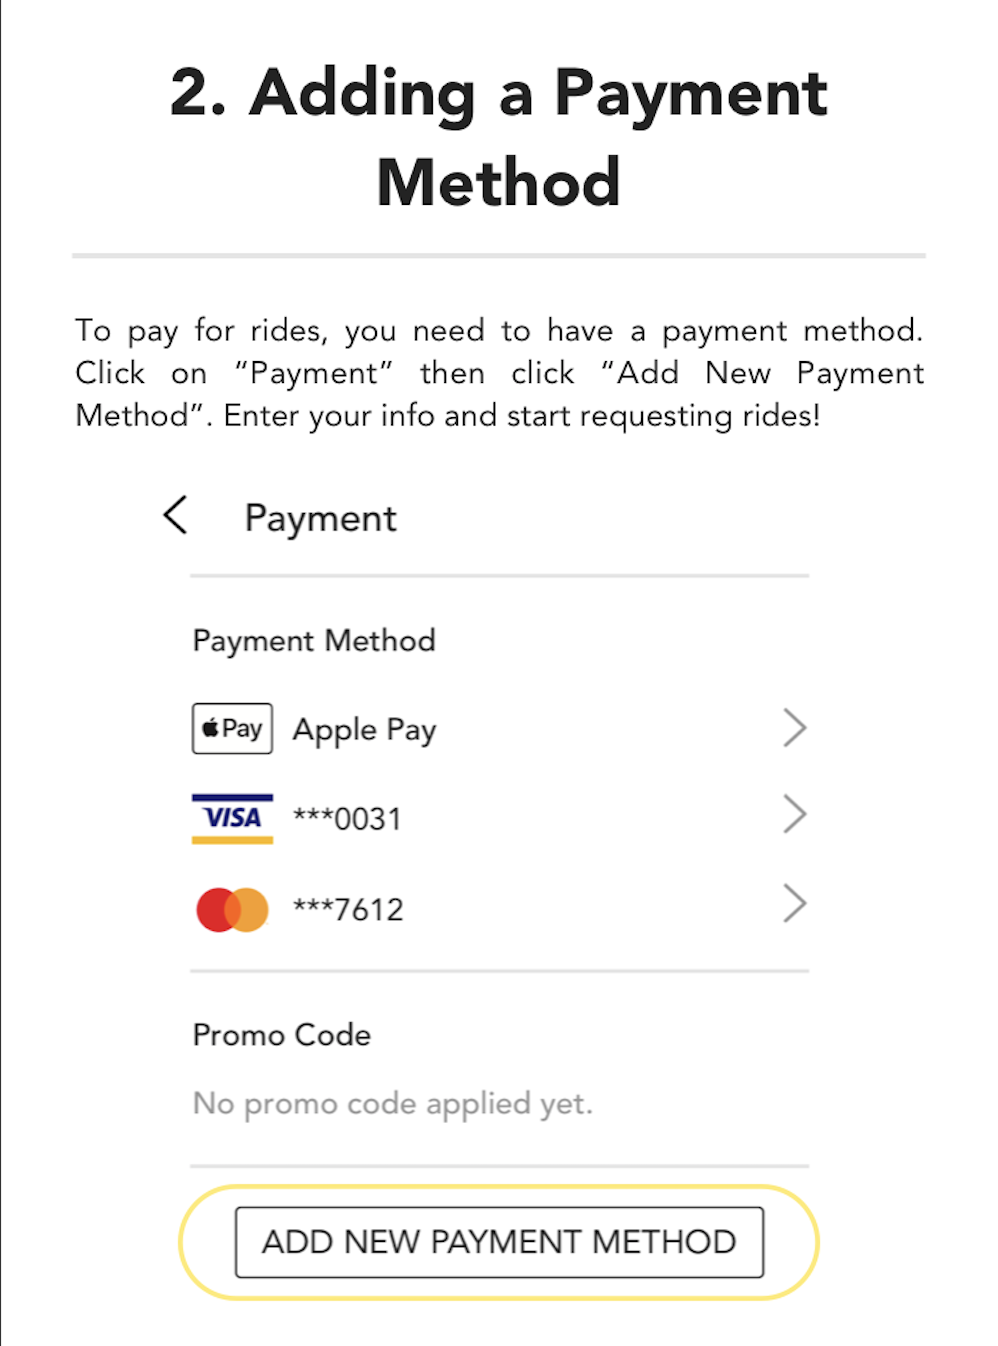 2. Adding a Payment
Method
To pay for rides, you need to have a payment method.
Click on “Payment” then click “Add New Payment
Method”. Enter your info and start requesting rides!
Payment
Payment Method
Pay Apple Pay
VISA ***0031
***7612
Promo Code
No promo code applied yet.
ADD NEW PAYMENT METHOD